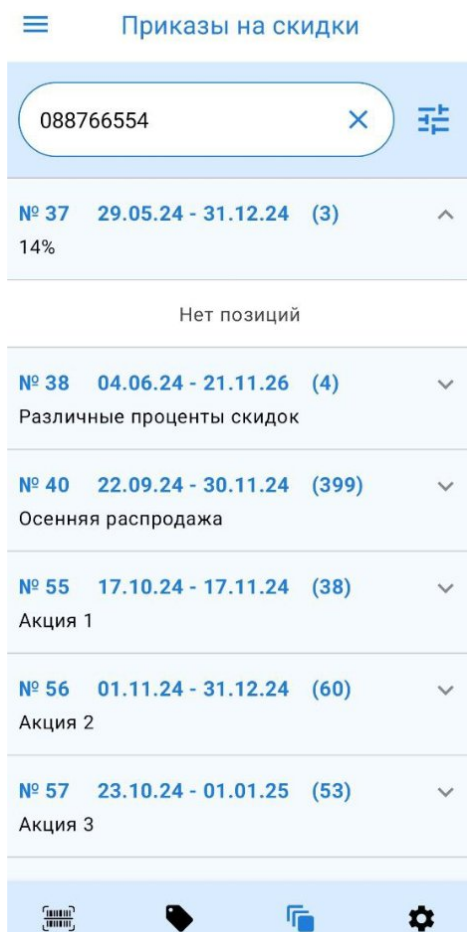 Приказы на скидки
088766554
№ 37 29.05.24 - 31.12.24 (3)
14%
Нет позиций
№ 38 04.06.24 - 21.11.26 (4)
Различные проценты скидок
№ 40 22.09.24 - 30.11.24 (399)
Осенняя распродажа
№ 55 17.10.24 - 17.11.24 (38)
Акция 1
№ 56 01.11.24 - 31.12.24 (60)
Акция 2
№ 57 23.10.24 - 01.01.25 (53)
Акция 3